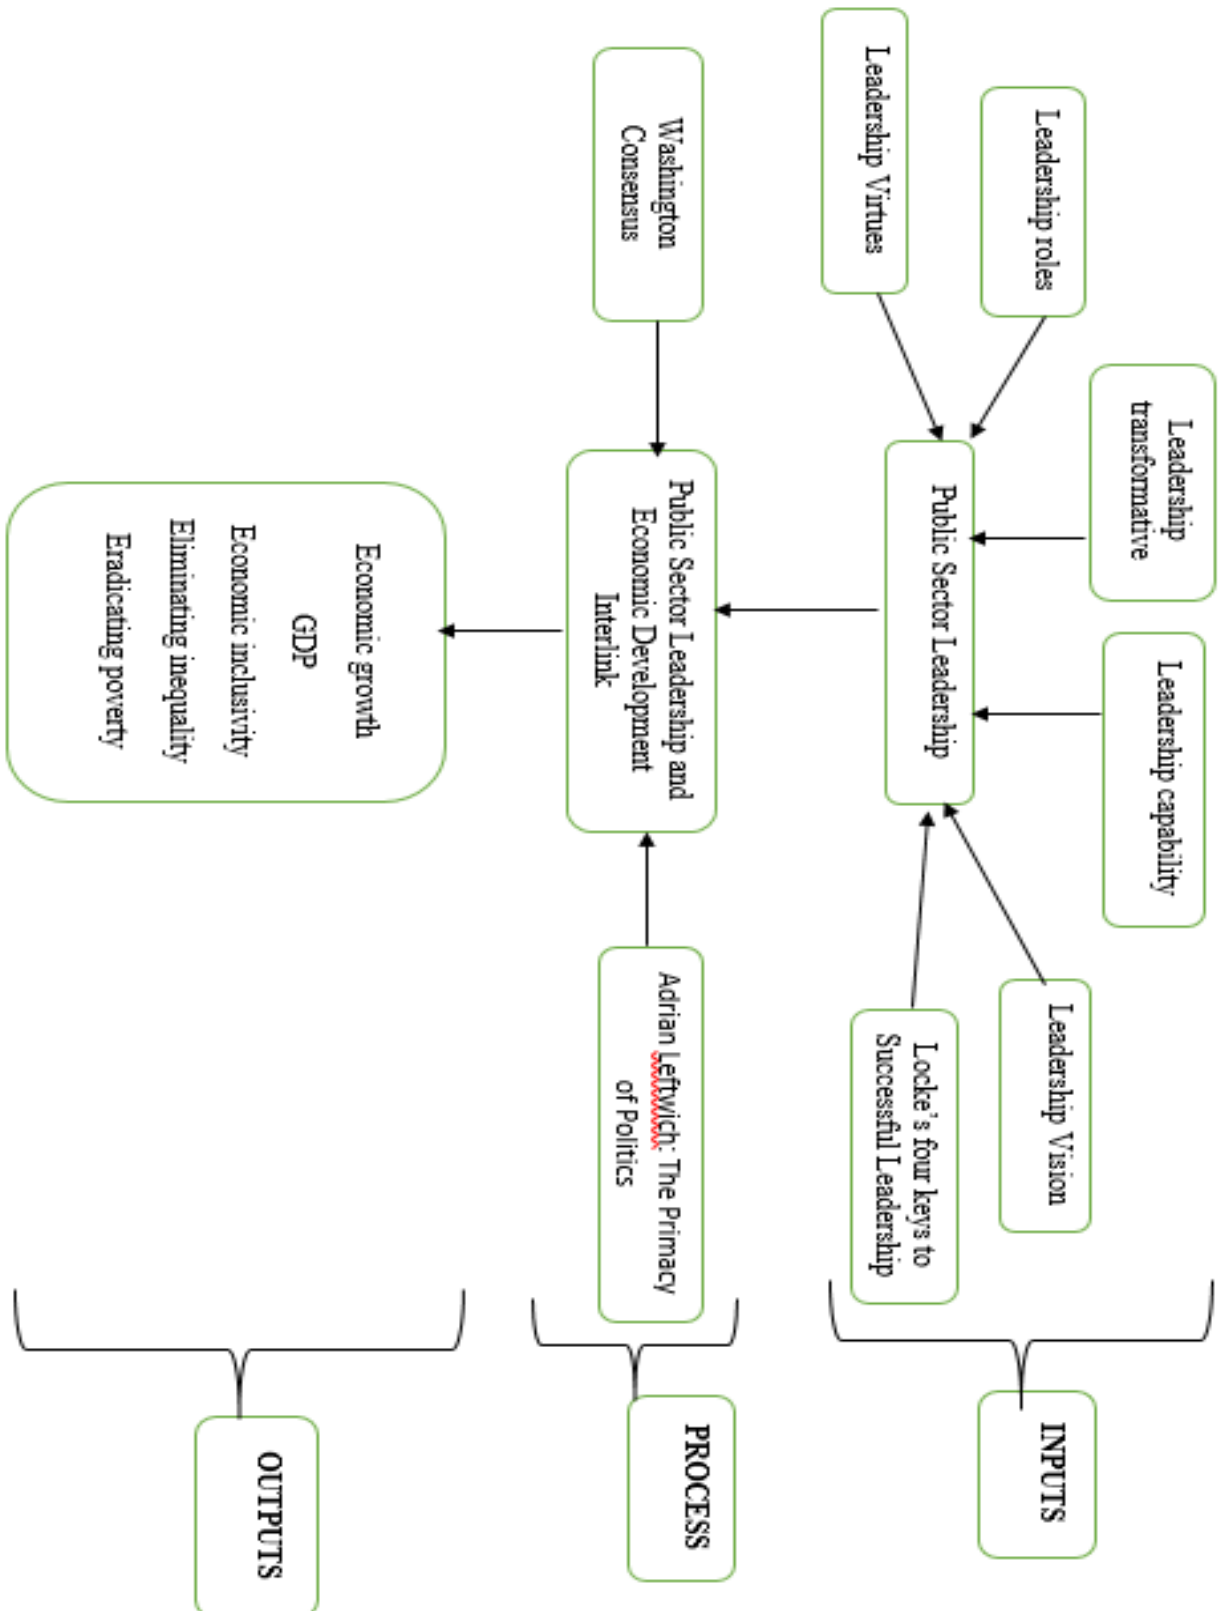 Leadership Virtues
Leadership roles
Leadership
transformative
Leadership capability
Leadership Vision
Locke's four keys to
Successful Leadership
Public Sector Leadership
INPUTS
Washington
Consensus
Public Sector Leadership and
Economic Development
Interlink
Adrian Leftwich: The Primacy
of Politics
PROCESS
Economic growth
GDP
Economic inclusivity
Eliminating inequality
Eradicating poverty
OUTPUTS